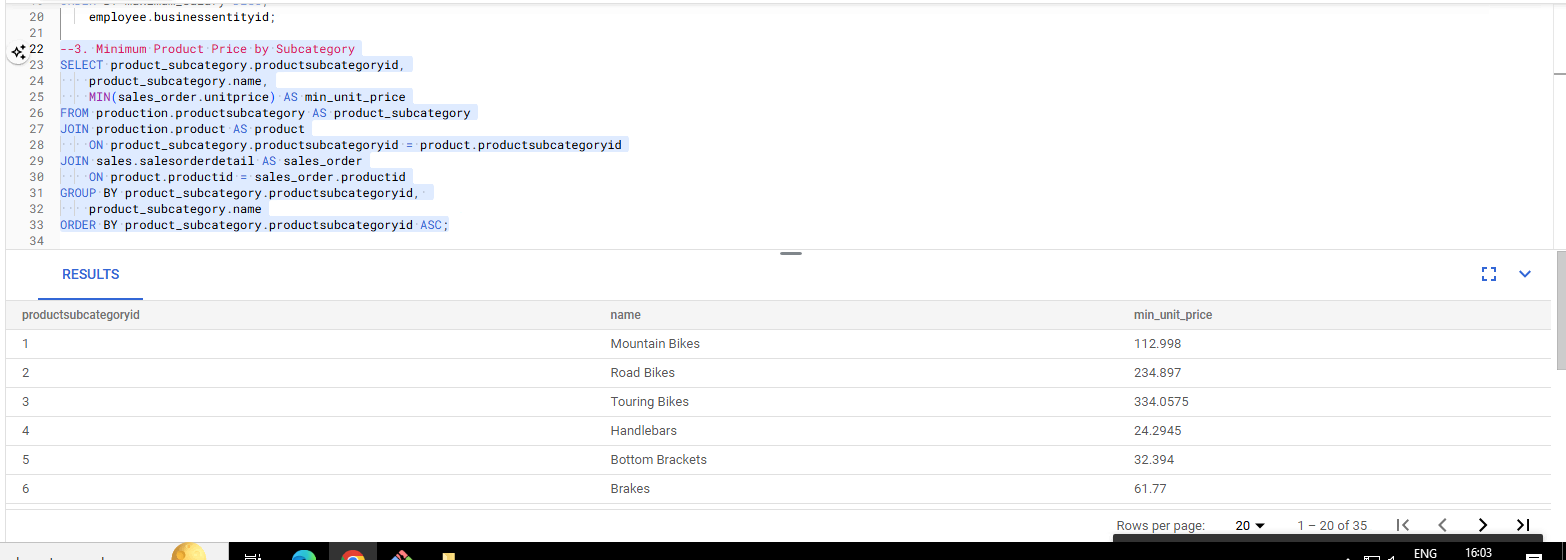 20 employee.businessentityid;
21
22 --3. Minimum Product Price by Subcategory
23 SELECT product_subcategory.productsubcategoryid,
24 product_subcategory.name,
25 MIN(sales_order.unitprice) AS min_unit_price
26 FROM production.productsubcategory AS product_subcategory
27 JOIN production.product AS product
28 ON product_subcategory.productsubcategoryid = product.productsubcategoryid
29 JOIN sales.salesorderdetail AS sales_order
30 ON product.productid = sales_order.productid
31 GROUP BY product_subcategory.productsubcategoryid,
32 product_subcategory.name
33 ORDER BY product_subcategory.productsubcategoryid ASC;
34
RESULTS
productsubcategoryid name min_unit_price
1 Mountain Bikes 112.998
2 Road Bikes 234.897
3 Touring Bikes 334.0575
4 Handlebars 24.2945
5 Bottom Brackets 32.394
6 Brakes 61.77
Rows per page: 20 1 – 20 of 35
ENG 16:03